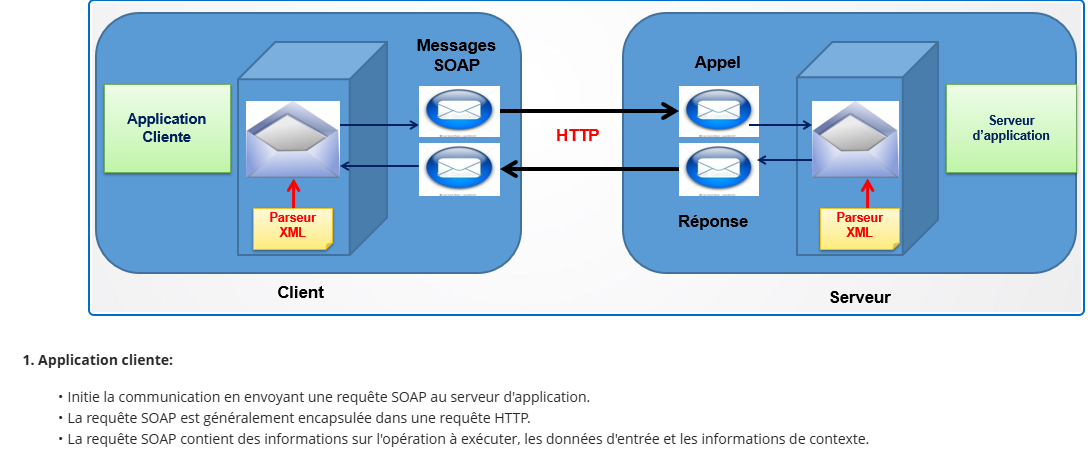 Messages
SOAP
Appel
Application
Cliente
HTTP
Serveur
d'application
Parseur
XML
Réponse
Parseur
XML
Client
Serveur
1. Application cliente:
• Initie la communication en envoyant une requête SOAP au serveur d'application.
• La requête SOAP est généralement encapsulée dans une requête HTTP.
• La requête SOAP contient des informations sur l'opération à exécuter, les données d'entrée et les informations de contexte.